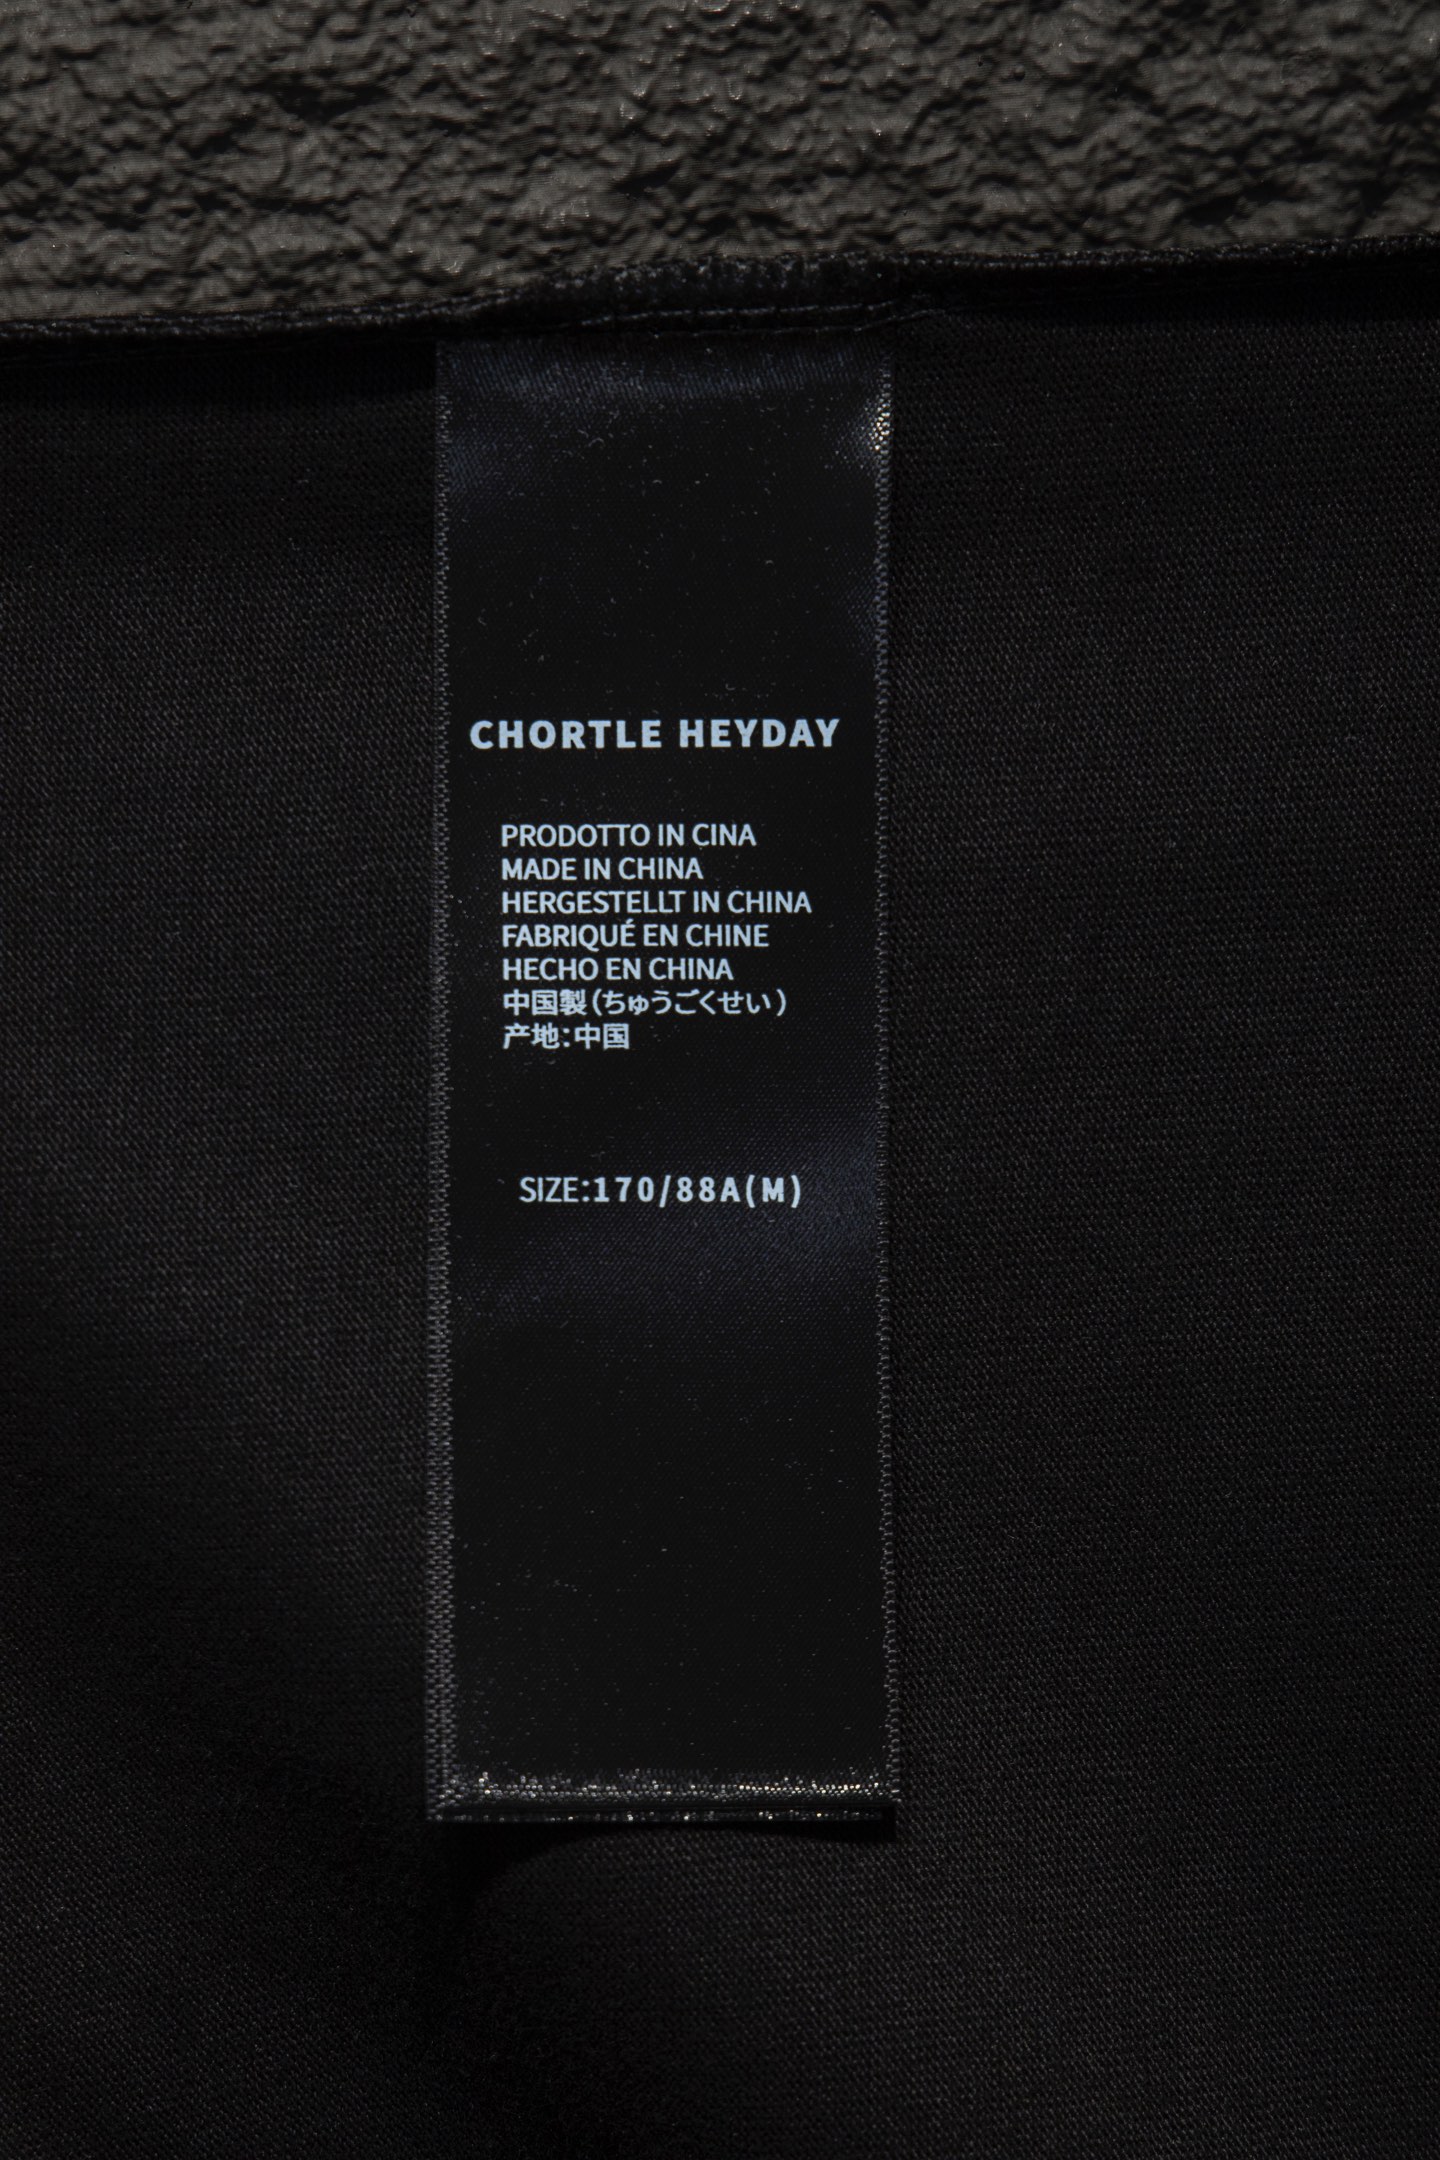 CHORTLE HEYDAY
PRODOTTO IN CINA
MADE IN CHINA
HERGESTELLT IN CHINA
FABRIQUÉ EN CHINE
HECHO EN CHINA
中国製(ちゅうごくせい)
产地:中国
SIZE:170/88A(M)